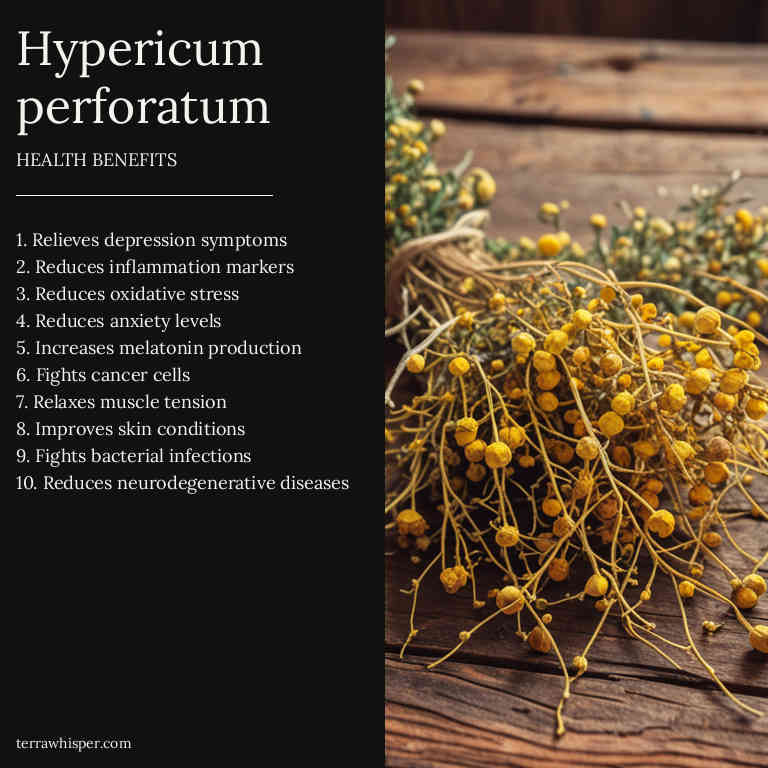 Hypericum
perforatum
HEALTH BENEFITS
1. Relieves depression symptoms
2. Reduces inflammation markers
3. Reduces oxidative stress
4. Reduces anxiety levels
5. Increases melatonin production
6. Fights cancer cells
7. Relaxes muscle tension
8. Improves skin conditions
9. Fights bacterial infections
10. Reduces neurodegenerative diseases
terrawhisper.com